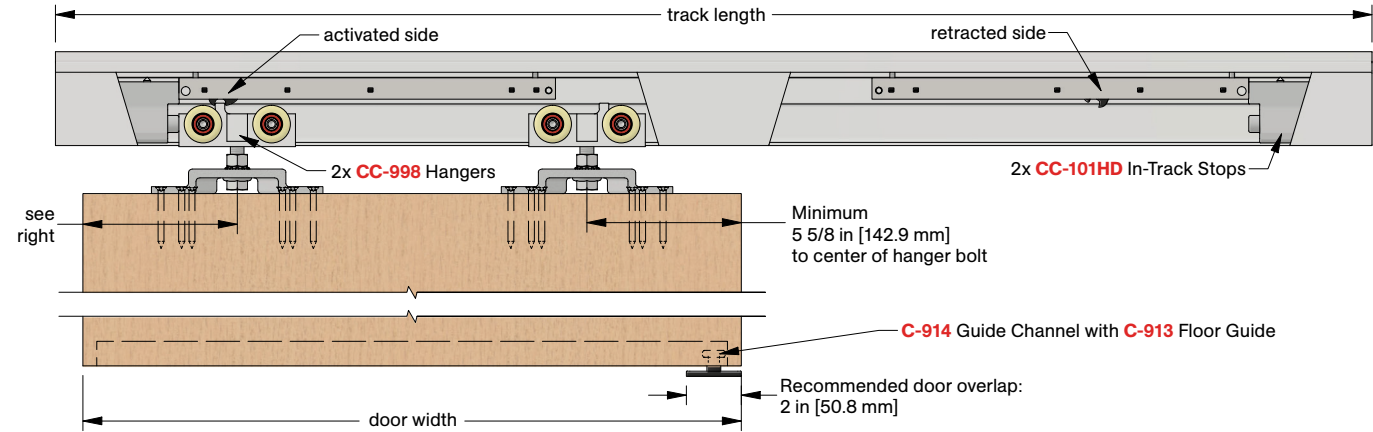 track length
activated side
retracted side
2x CC-998 Hangers
2x CC-101HD In-Track Stops
see
right
Minimum
5 5/8 in [142.9 mm]
to center of hanger bolt
C-914 Guide Channel with C-913 Floor Guide
Recommended door overlap:
2 in [50.8 mm]
door width